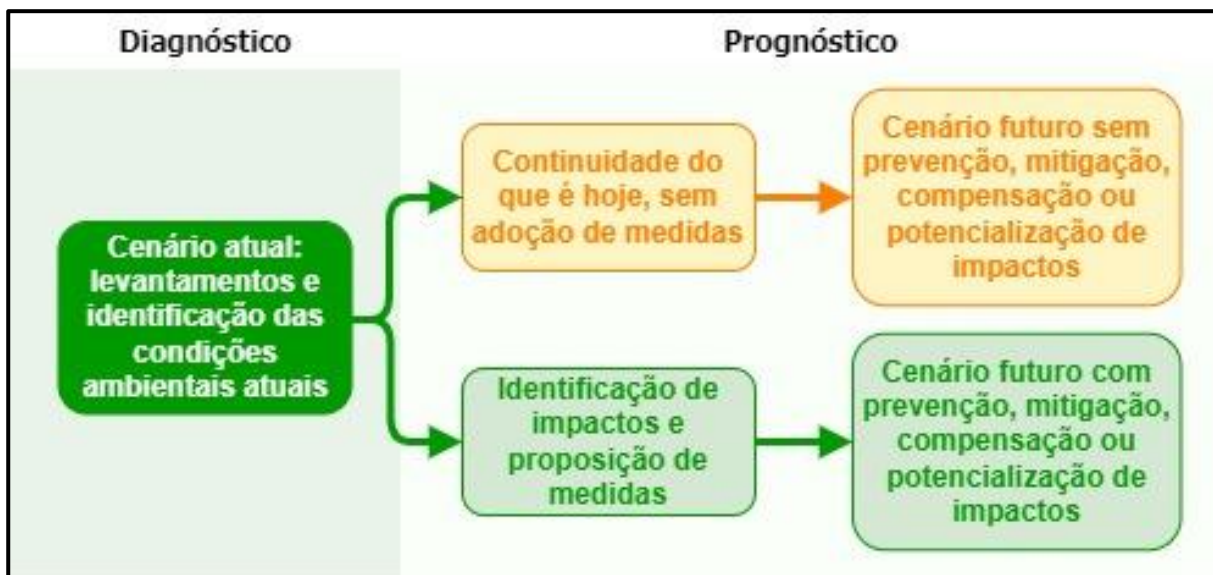 Diagnóstico
Prognóstico
Cenário atual:
levantamentos e
identificação das
condições
ambientais atuais
Continuidade do
que é hoje, sem
adoção de medidas
Cenário futuro sem
prevenção, mitigação,
compensação ou
potencialização de
impactos
Identificação de
impactos e
proposição de
medidas
Cenário futuro com
prevenção, mitigação,
compensação ou
potencialização de
impactos